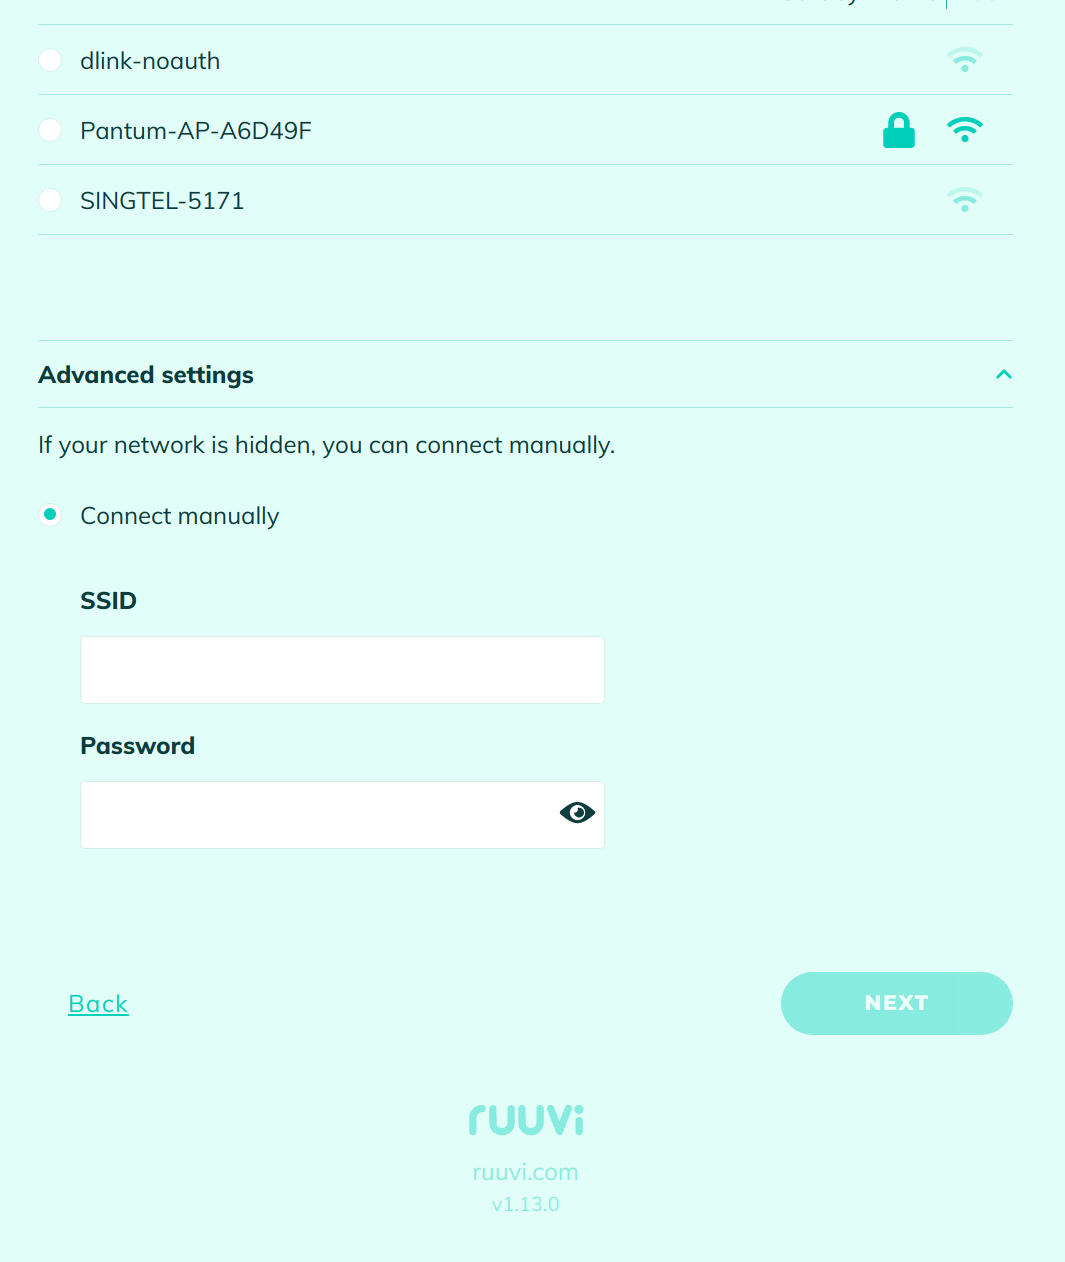 dlink-noauth
Pantum-AP-A6D49F
SINGTEL-5171
Advanced settings
If your network is hidden, you can connect manually.
Connect manually
SSID
Password
Back
NEXT
ruuvi
ruuvi.com
v1.13.0